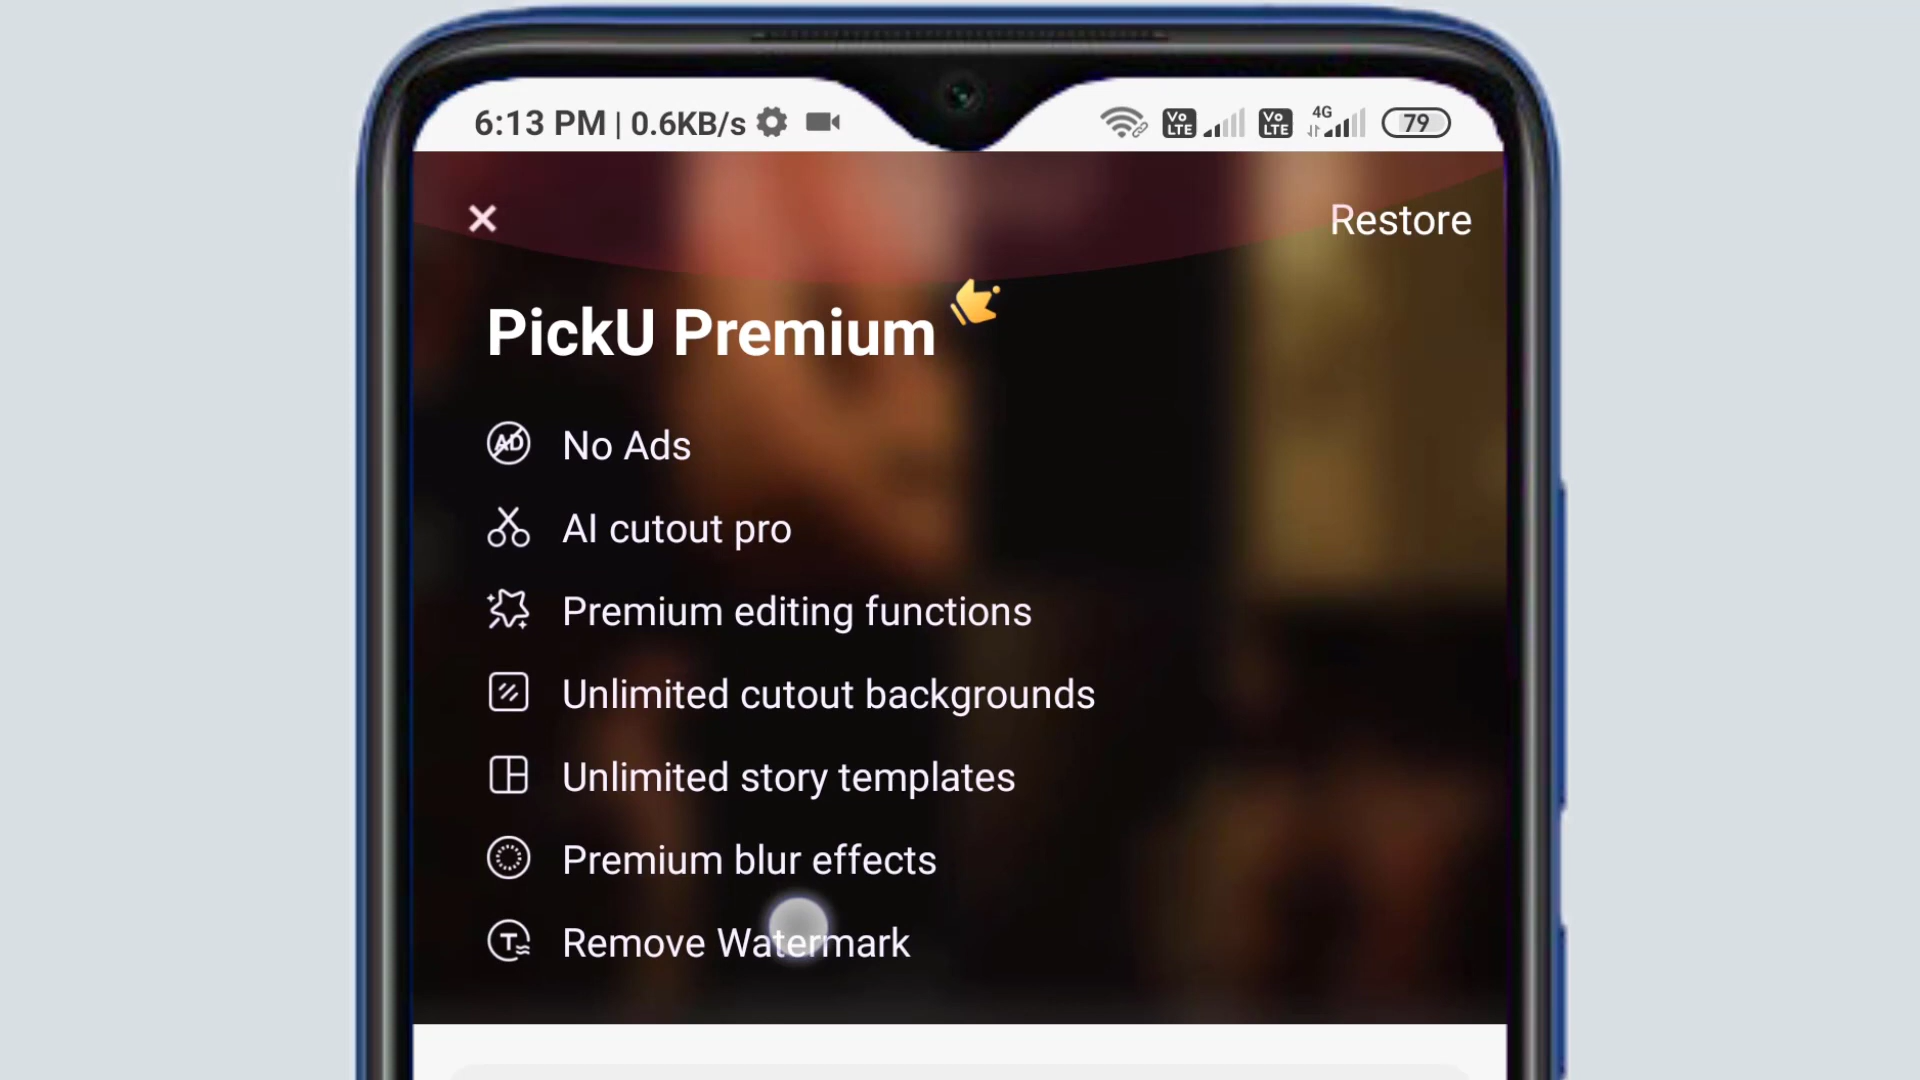 6:13 PM | 0.6KB/s Vo LTE Vo LTE 4G 79
Restore
PickU Premium
AD No Ads
AI cutout pro
Premium editing functions
Unlimited cutout backgrounds
Unlimited story templates
Premium blur effects
T Remove Watermark